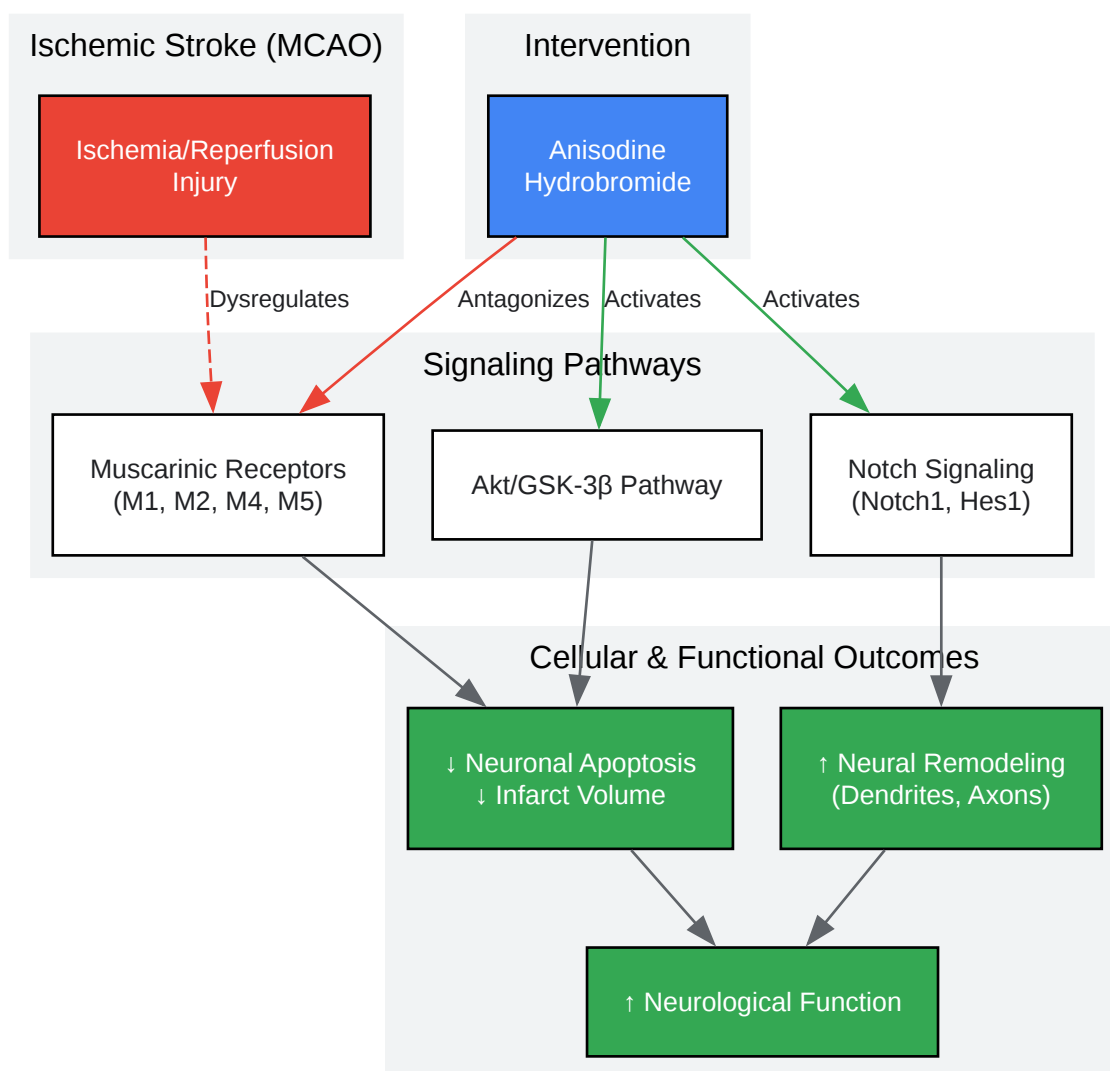 Ischemic Stroke (MCAO)
Intervention
Ischemia/Reperfusion
Injury
Anisodine
Hydrobromide
Dysregulates
Antagonizes
Activates
Activates
Signaling Pathways
Muscarinic Receptors
(M1, M2, M4, M5)
Akt/GSK-3β Pathway
Notch Signaling
(Notch1, Hes1)
Cellular & Functional Outcomes
↓ Neuronal Apoptosis
↓ Infarct Volume
↑ Neural Remodeling
(Dendrites, Axons)
↑ Neurological Function